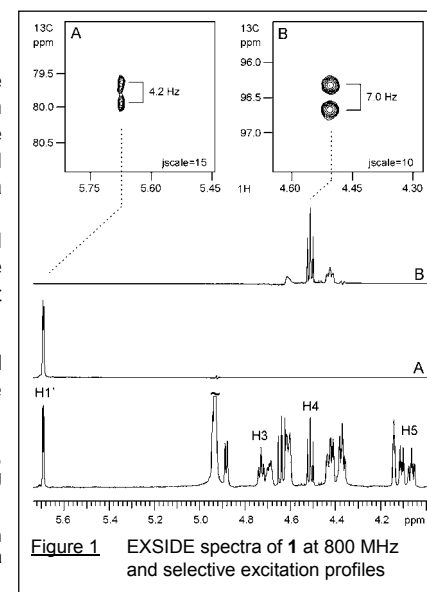 13C
ppm
A
79.5
80.0
80.5
4.2 Hz
jscale=15
5.75 5.60 5.45
13C
ppm
B
96.0
96.5
97.0
7.0 Hz
jscale=10
1H 4.60 4.45 4.30
B
A
H1' H3 H4 H5
5.6 5.4 5.2 5.0 4.8 4.6 4.4 4.2 ppm
Figure 1 EXSIDE spectra of 1 at 800 MHz
and selective excitation profiles